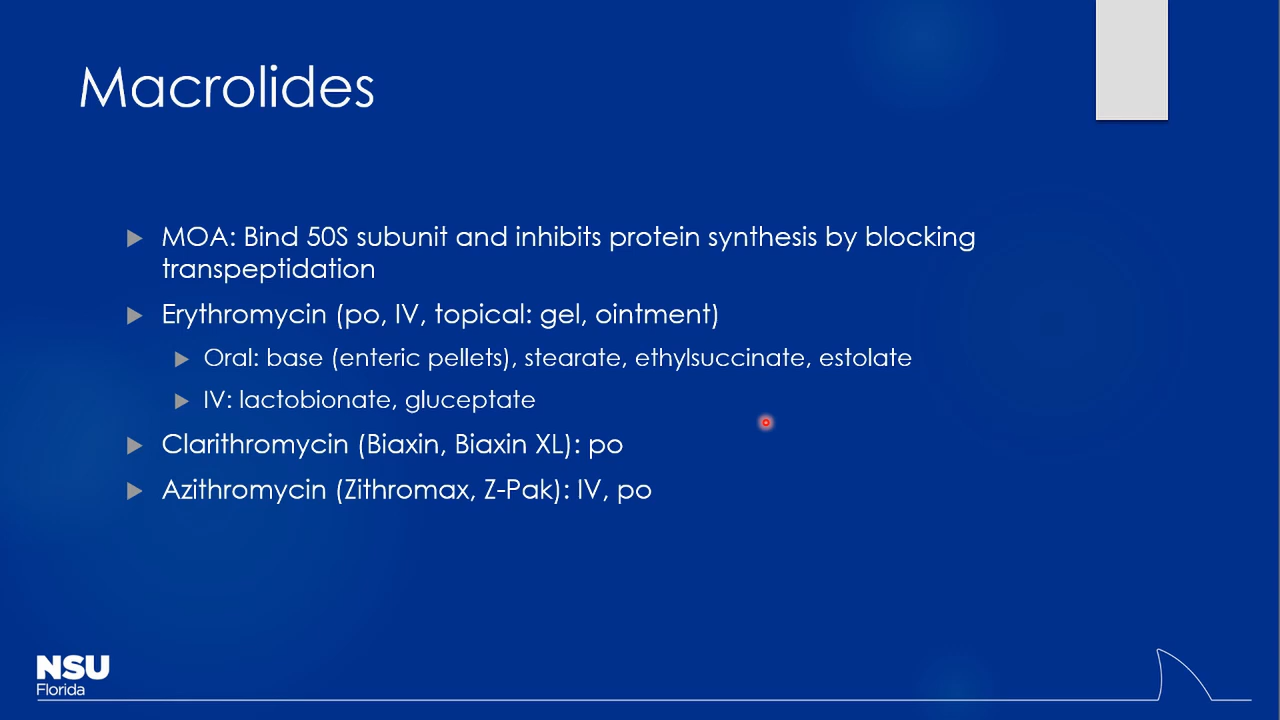 Macrolides
MOA: Bind 50S subunit and inhibits protein synthesis by blocking
transpeptidation
Erythromycin (po, IV, topical: gel, ointment)
Oral: base (enteric pellets), stearate, ethylsuccinate, estolate
IV: lactobionate, gluceptate
Clarithromycin (Biaxin, Biaxin XL): po
Azithromycin (Zithromax, Z-Pak): IV, po
NSU
Florida